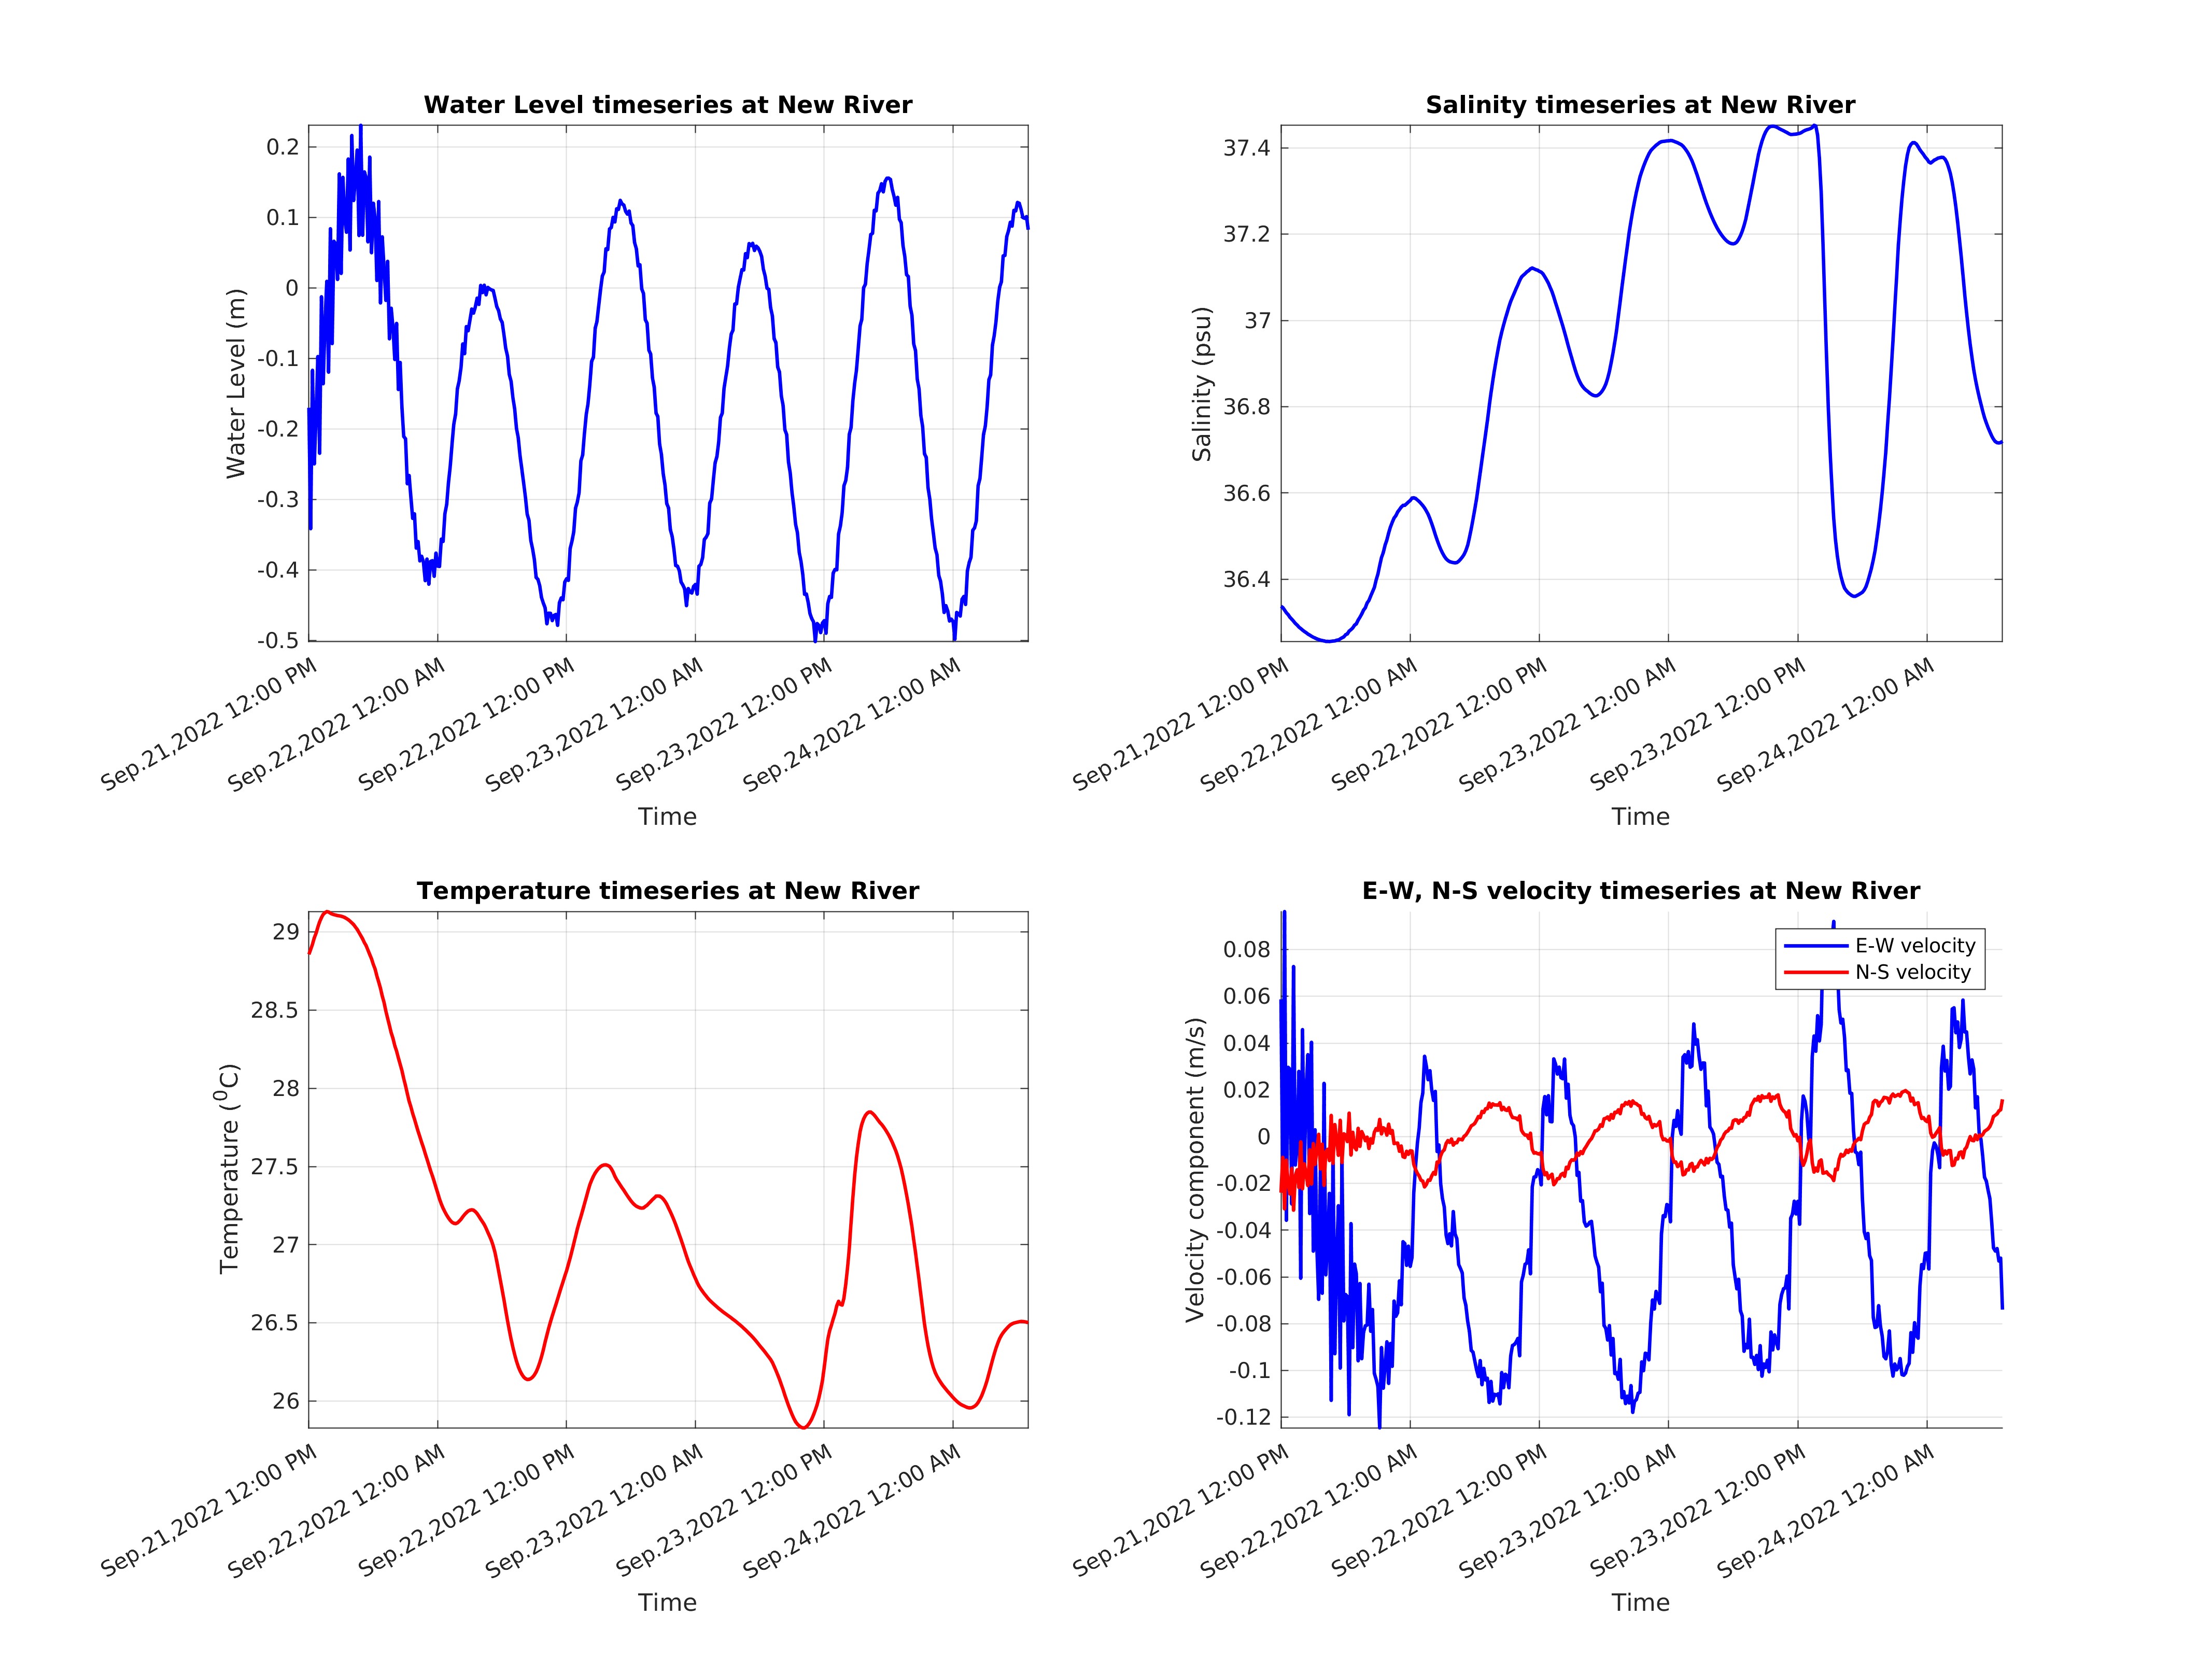 Water Level timeseries at New River
Water Level (m)
0.2
0.1
0
-0.1
-0.2
-0.3
-0.4
-0.5
Sep.21,2022 12:00 PM
Sep.22,2022 12:00 AM
Sep.22,2022 12:00 PM
Sep.23,2022 12:00 AM
Sep.23,2022 12:00 PM
Sep.24,2022 12:00 AM
Time
Salinity timeseries at New River
Salinity (psu)
37.4
37.2
37
36.8
36.6
36.4
Sep.21,2022 12:00 PM
Sep.22,2022 12:00 AM
Sep.22,2022 12:00 PM
Sep.23,2022 12:00 AM
Sep.23,2022 12:00 PM
Sep.24,2022 12:00 AM
Time
Temperature timeseries at New River
Temperature (⁰C)
29
28.5
28
27.5
27
26.5
26
Sep.21,2022 12:00 PM
Sep.22,2022 12:00 AM
Sep.22,2022 12:00 PM
Sep.23,2022 12:00 AM
Sep.23,2022 12:00 PM
Sep.24,2022 12:00 AM
Time
E-W, N-S velocity timeseries at New River
Velocity component (m/s)
0.08
0.06
0.04
0.02
0
-0.02
-0.04
-0.06
-0.08
-0.1
-0.12
E-W velocity
N-S velocity
Sep.21,2022 12:00 PM
Sep.22,2022 12:00 AM
Sep.22,2022 12:00 PM
Sep.23,2022 12:00 AM
Sep.23,2022 12:00 PM
Sep.24,2022 12:00 AM
Time